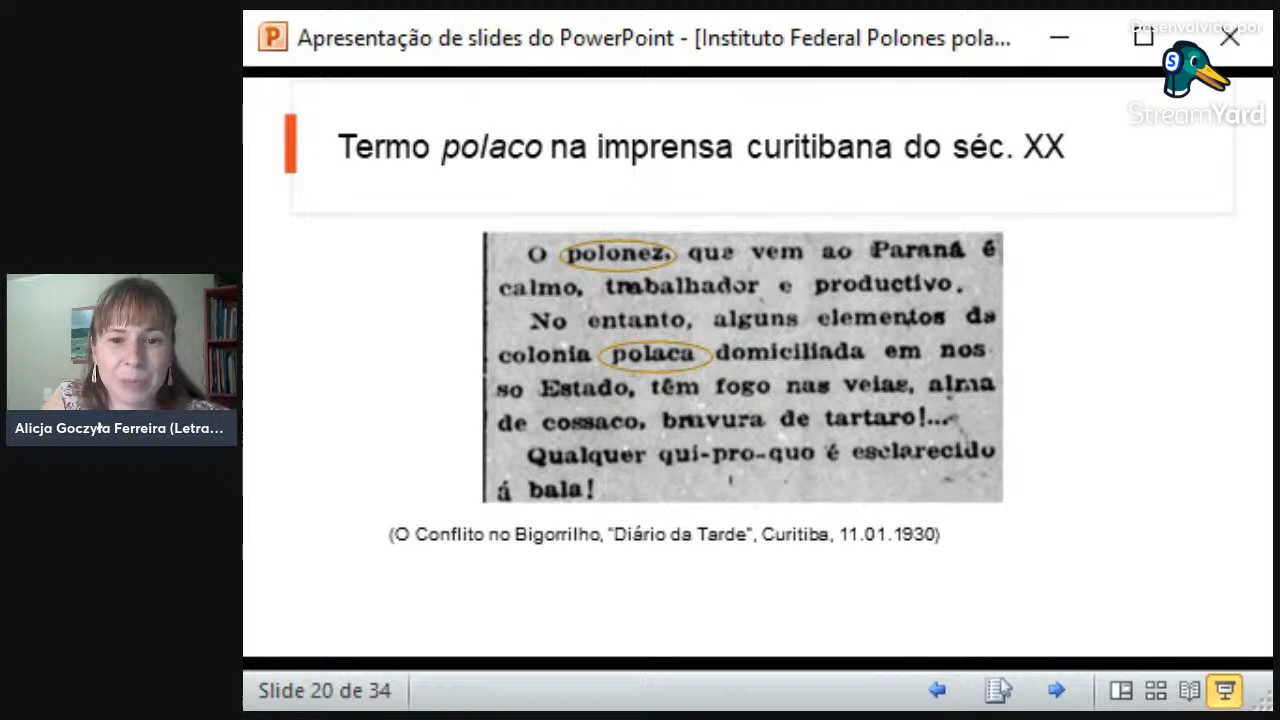 Apresentação de slides do PowerPoint - [Instituto Federal Polones pola...
Desenvolvido por
StreamYard
Termo polaco na imprensa curitibana do séc. XX
O polonez, que vem ao Paraná é
calmo, trabalhador e productivo.
No entanto, alguns elementos da
colonia polaca domiciliada em nos-
so Estado, têm fogo nas veias, alma
de cossaco, bravura de tartaro!...
Qualquer qui-pro-quo é esclarecido
á bala!
(O Conflito no Bigorrilho, "Diário da Tarde", Curitiba, 11.01.1930)
Alicja Goczyła Ferreira (Letra...
Slide 20 de 34